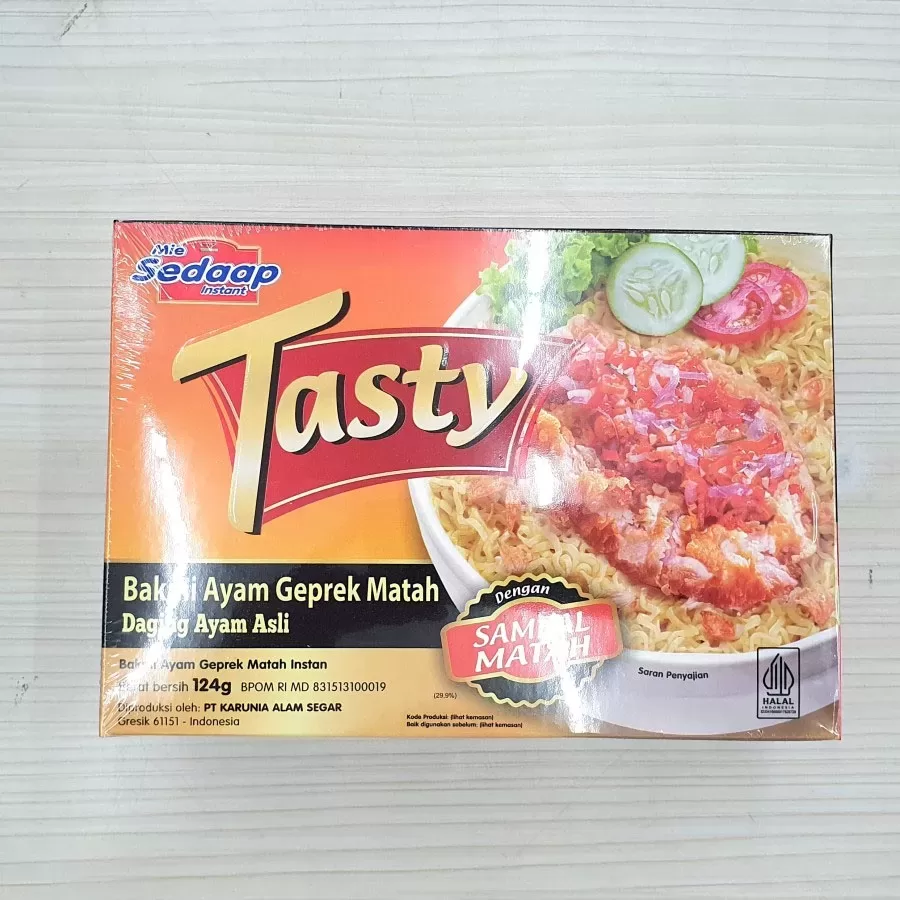 Mie
Sedaap
Instant
Tasty
Bakmi Ayam Geprek Matah
Daging Ayam Asli
Bakmi Ayam Geprek Matah Instan
Berat bersih 124g BPOM RI MD 831513100019
(29,9%)
Diproduksi oleh: PT KARUNIA ALAM SEGAR
Gresik 61151 - Indonesia
Kode Produksi: (lihat kemasan)
Baik digunakan sebelum: (lihat kemasan)
Dengan
SAMBAL
MATAH
Saran Penyajian
HALAL
INDONESIA